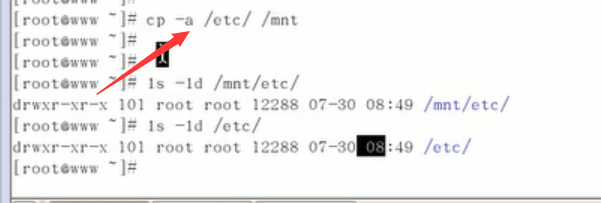 [root@www ~]# cp -a /etc/ /mnt
[root@www ~]#
[root@www ~]#
[root@www ~]# ls -ld /mnt/etc/
drwxr-xr-x 101 root root 12288 07-30 08:49 /mnt/etc/
[root@www ~]# ls -ld /etc/
drwxr-xr-x 101 root root 12288 07-30 08:49 /etc/
[root@www ~]#